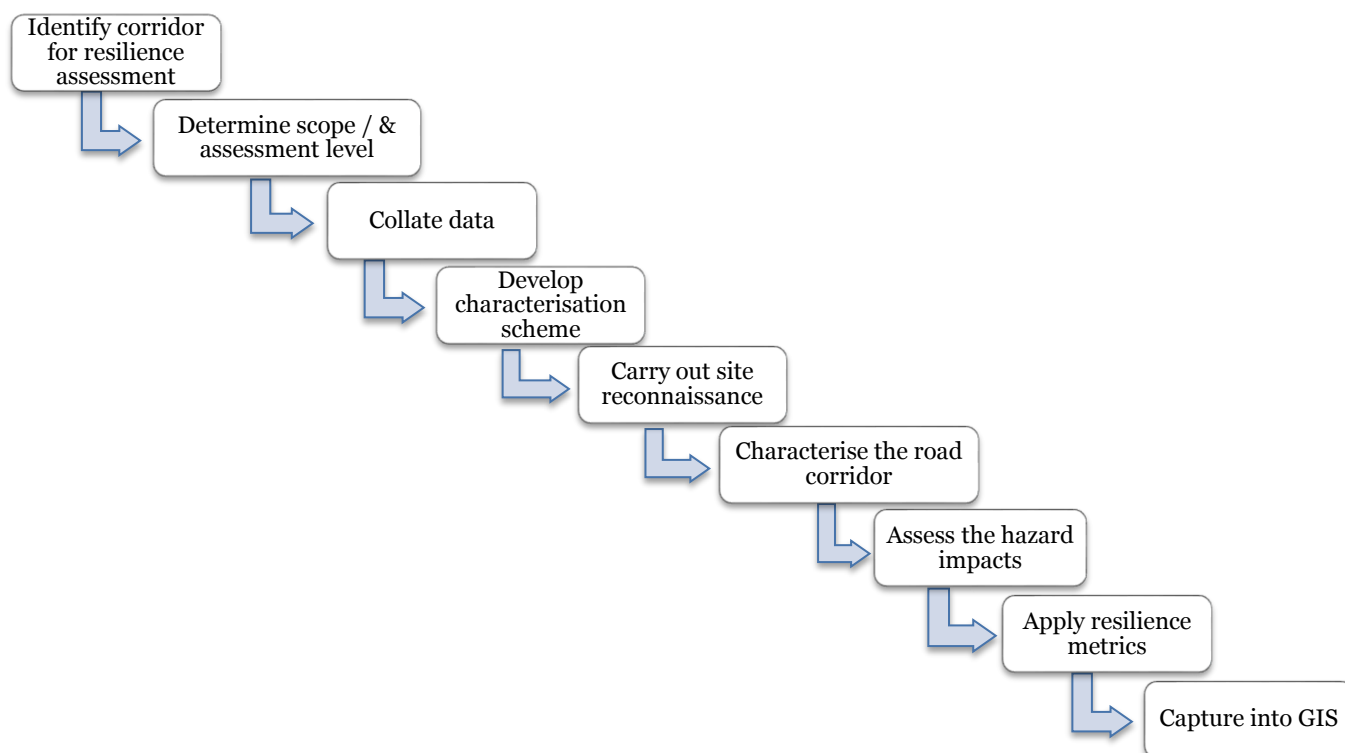 Identify corridor
for resilience
assessment
Determine scope / &
assessment level
Collate data
Develop
characterisation
scheme
Carry out site
reconnaissance
Characterise the road
corridor
Assess the hazard
impacts
Apply resilience
metrics
Capture into GIS